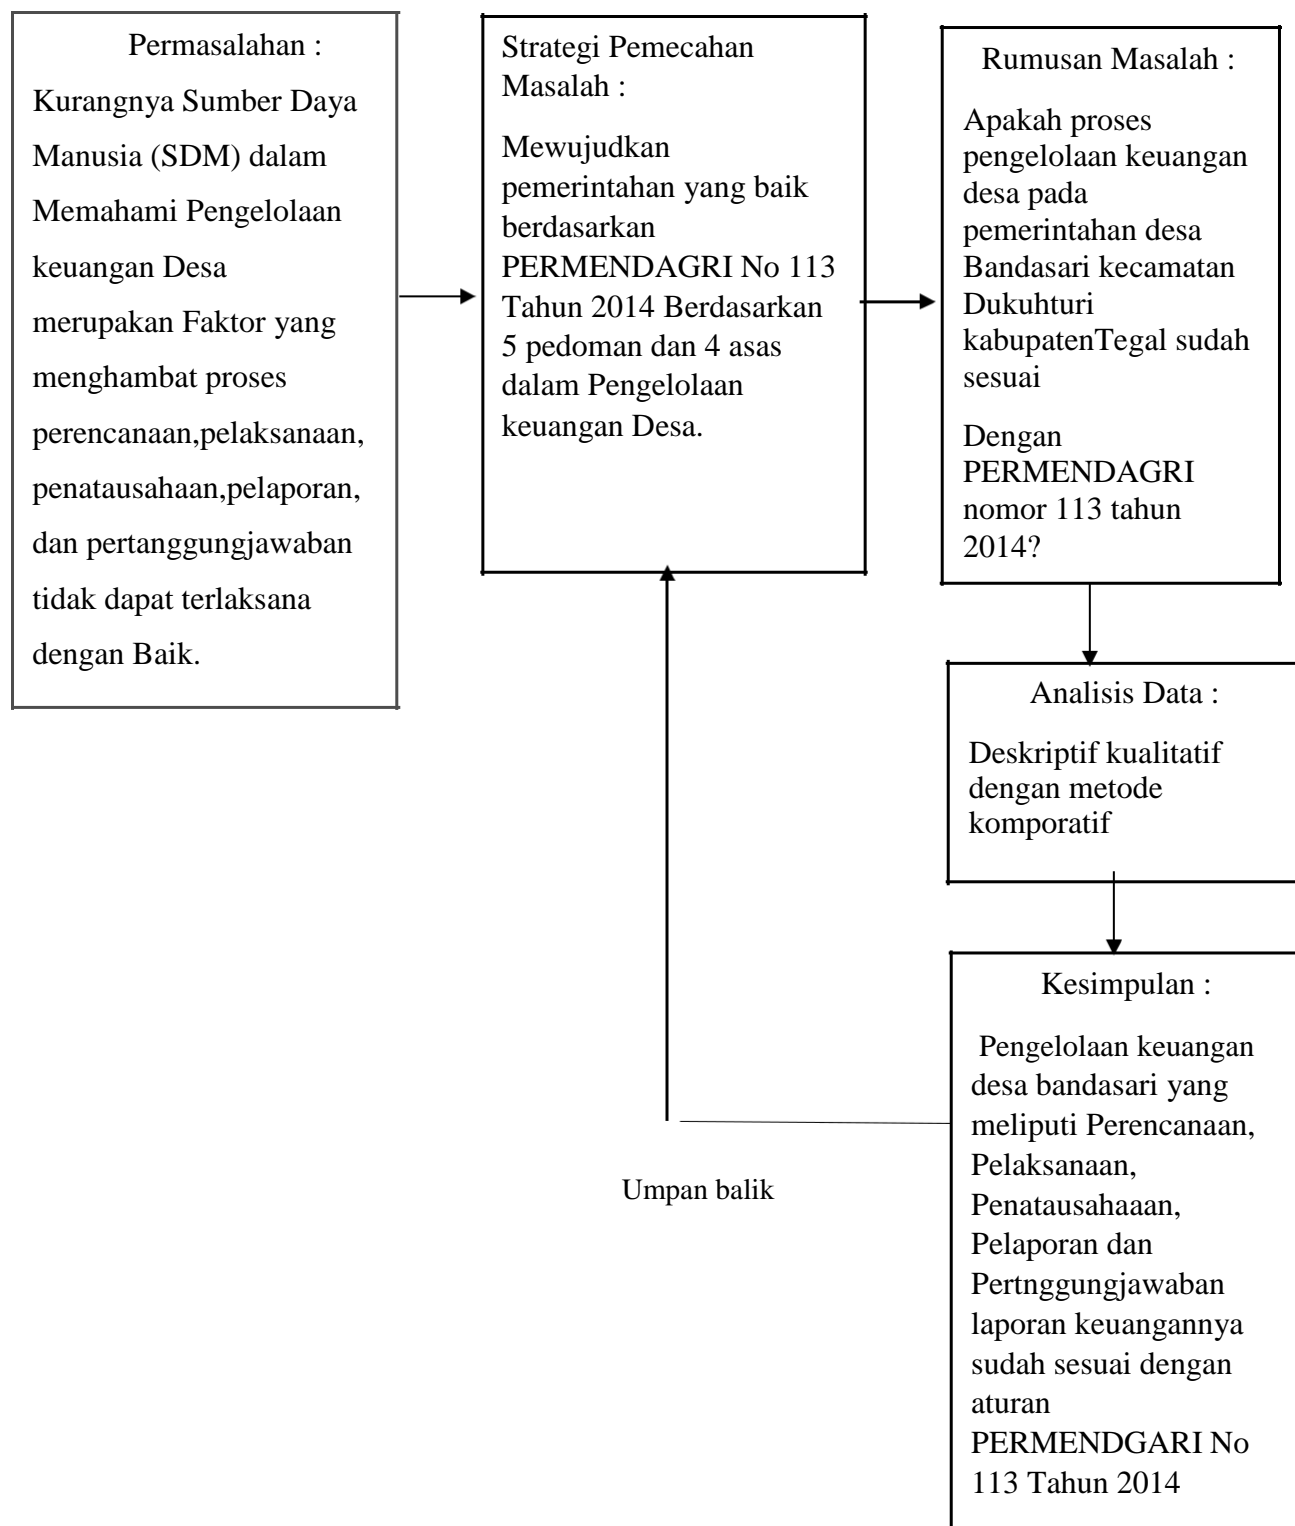 Permasalahan :
Kurangnya Sumber Daya
Manusia (SDM) dalam
Memahami Pengelolaan
keuangan Desa
merupakan Faktor yang
menghambat proses
perencanaan,pelaksanaan,
penatausahaan,pelaporan,
dan pertanggungjawaban
tidak dapat terlaksana
dengan Baik.
Strategi Pemecahan
Masalah :
Mewujudkan
pemerintahan yang baik
berdasarkan
PERMENDAGRI No 113
Tahun 2014 Berdasarkan
5 pedoman dan 4 asas
dalam Pengelolaan
keuangan Desa.
Rumusan Masalah :
Apakah proses
pengelolaan keuangan
desa pada
pemerintahan desa
Bandasari kecamatan
Dukuhturi
kabupatenTegal sudah
sesuai
Dengan
PERMENDAGRI
nomor 113 tahun
2014?
Analisis Data :
Deskriptif kualitatif
dengan metode
komporatif
Kesimpulan :
Pengelolaan keuangan
desa bandasari yang
meliputi Perencanaan,
Pelaksanaan,
Penatausahaaan,
Pelaporan dan
Pertnggungjawaban
laporan keuangannya
sudah sesuai dengan
aturan
PERMENDGARI No
113 Tahun 2014
Umpan balik